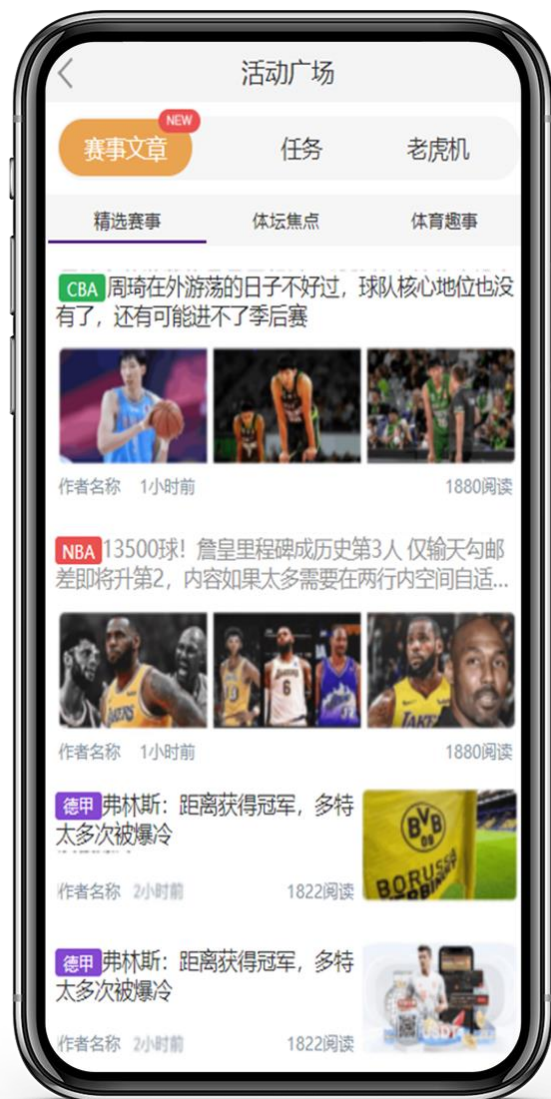 活动广场
NEW
赛事文章 任务 老虎机
精选赛事 体坛焦点 体育趣事
CBA 周琦在外游荡的日子不好过，球队核心地位也没
有了，还有可能进不了季后赛
作者名称 1小时前 1880阅读
NBA 13500球！詹皇里程碑成历史第3人 仅输天勾邮
差即将升第2，内容如果太多需要在两行内空间自适...
LAKERS
6
LAKE
作者名称 1小时前 1880阅读
德甲 弗林斯：距离获得冠军，多特
太多次被爆冷
BVB
09
BORUSS
作者名称 2小时前 1822阅读
德甲 弗林斯：距离获得冠军，多特
太多次被爆冷
作者名称 2小时前 1822阅读